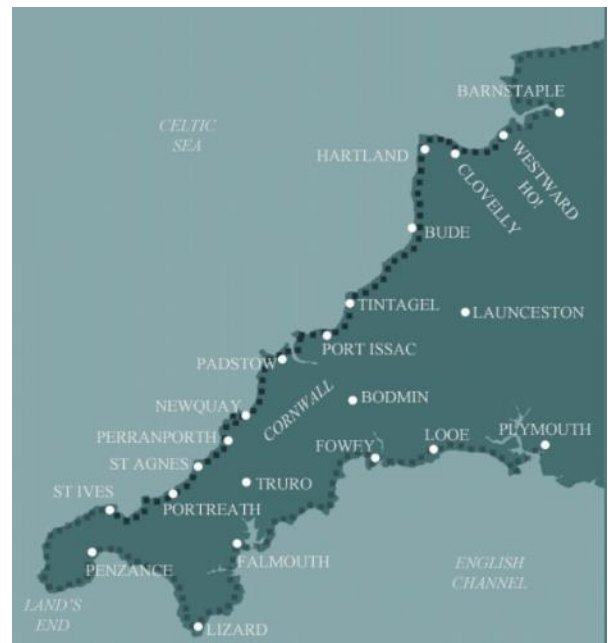 BARNSTAPLE
CELTIC
SEA
HARTLAND
CLOVELLY
WESTWARD
HO!
BUDE
TINTAGEL
LAUNCESTON
PORT ISSAC
PADSTOW
CORNWALL
BODMIN
NEWQUAY
PERRANPORTH
FOWEY
LOOE
PLYMOUTH
ST AGNES
ST IVES
TRURO
PORTREATH
FALMOUTH
PENZANCE
ENGLISH
CHANNEL
LAND'S
END
LIZARD